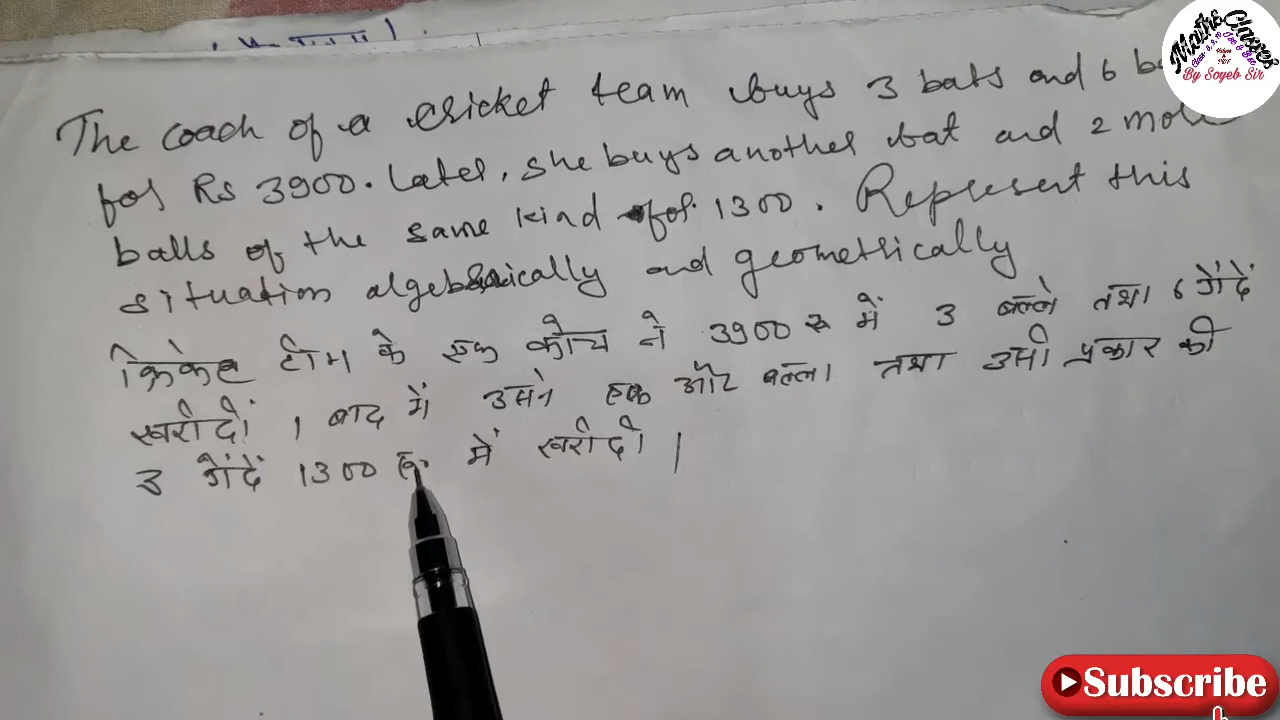 The coach of a cricket team buys 3 bats and 6
for Rs 3900. Later, she buys another bat and 2 more
balls of the same kind for 1300. Represent this
situation algebraically and geometrically
क्रिकेट टीम के एक कोच ने 3900 रु में 3 बल्ले तथा 6 गेंदें
खरीदीं । बाद में उसने एक और बल्ला तथा उसी प्रकार की
3 गेंदें 1300 रु० में खरीदी ।
Maths Classes
By Soyeb Sir
Subscribe